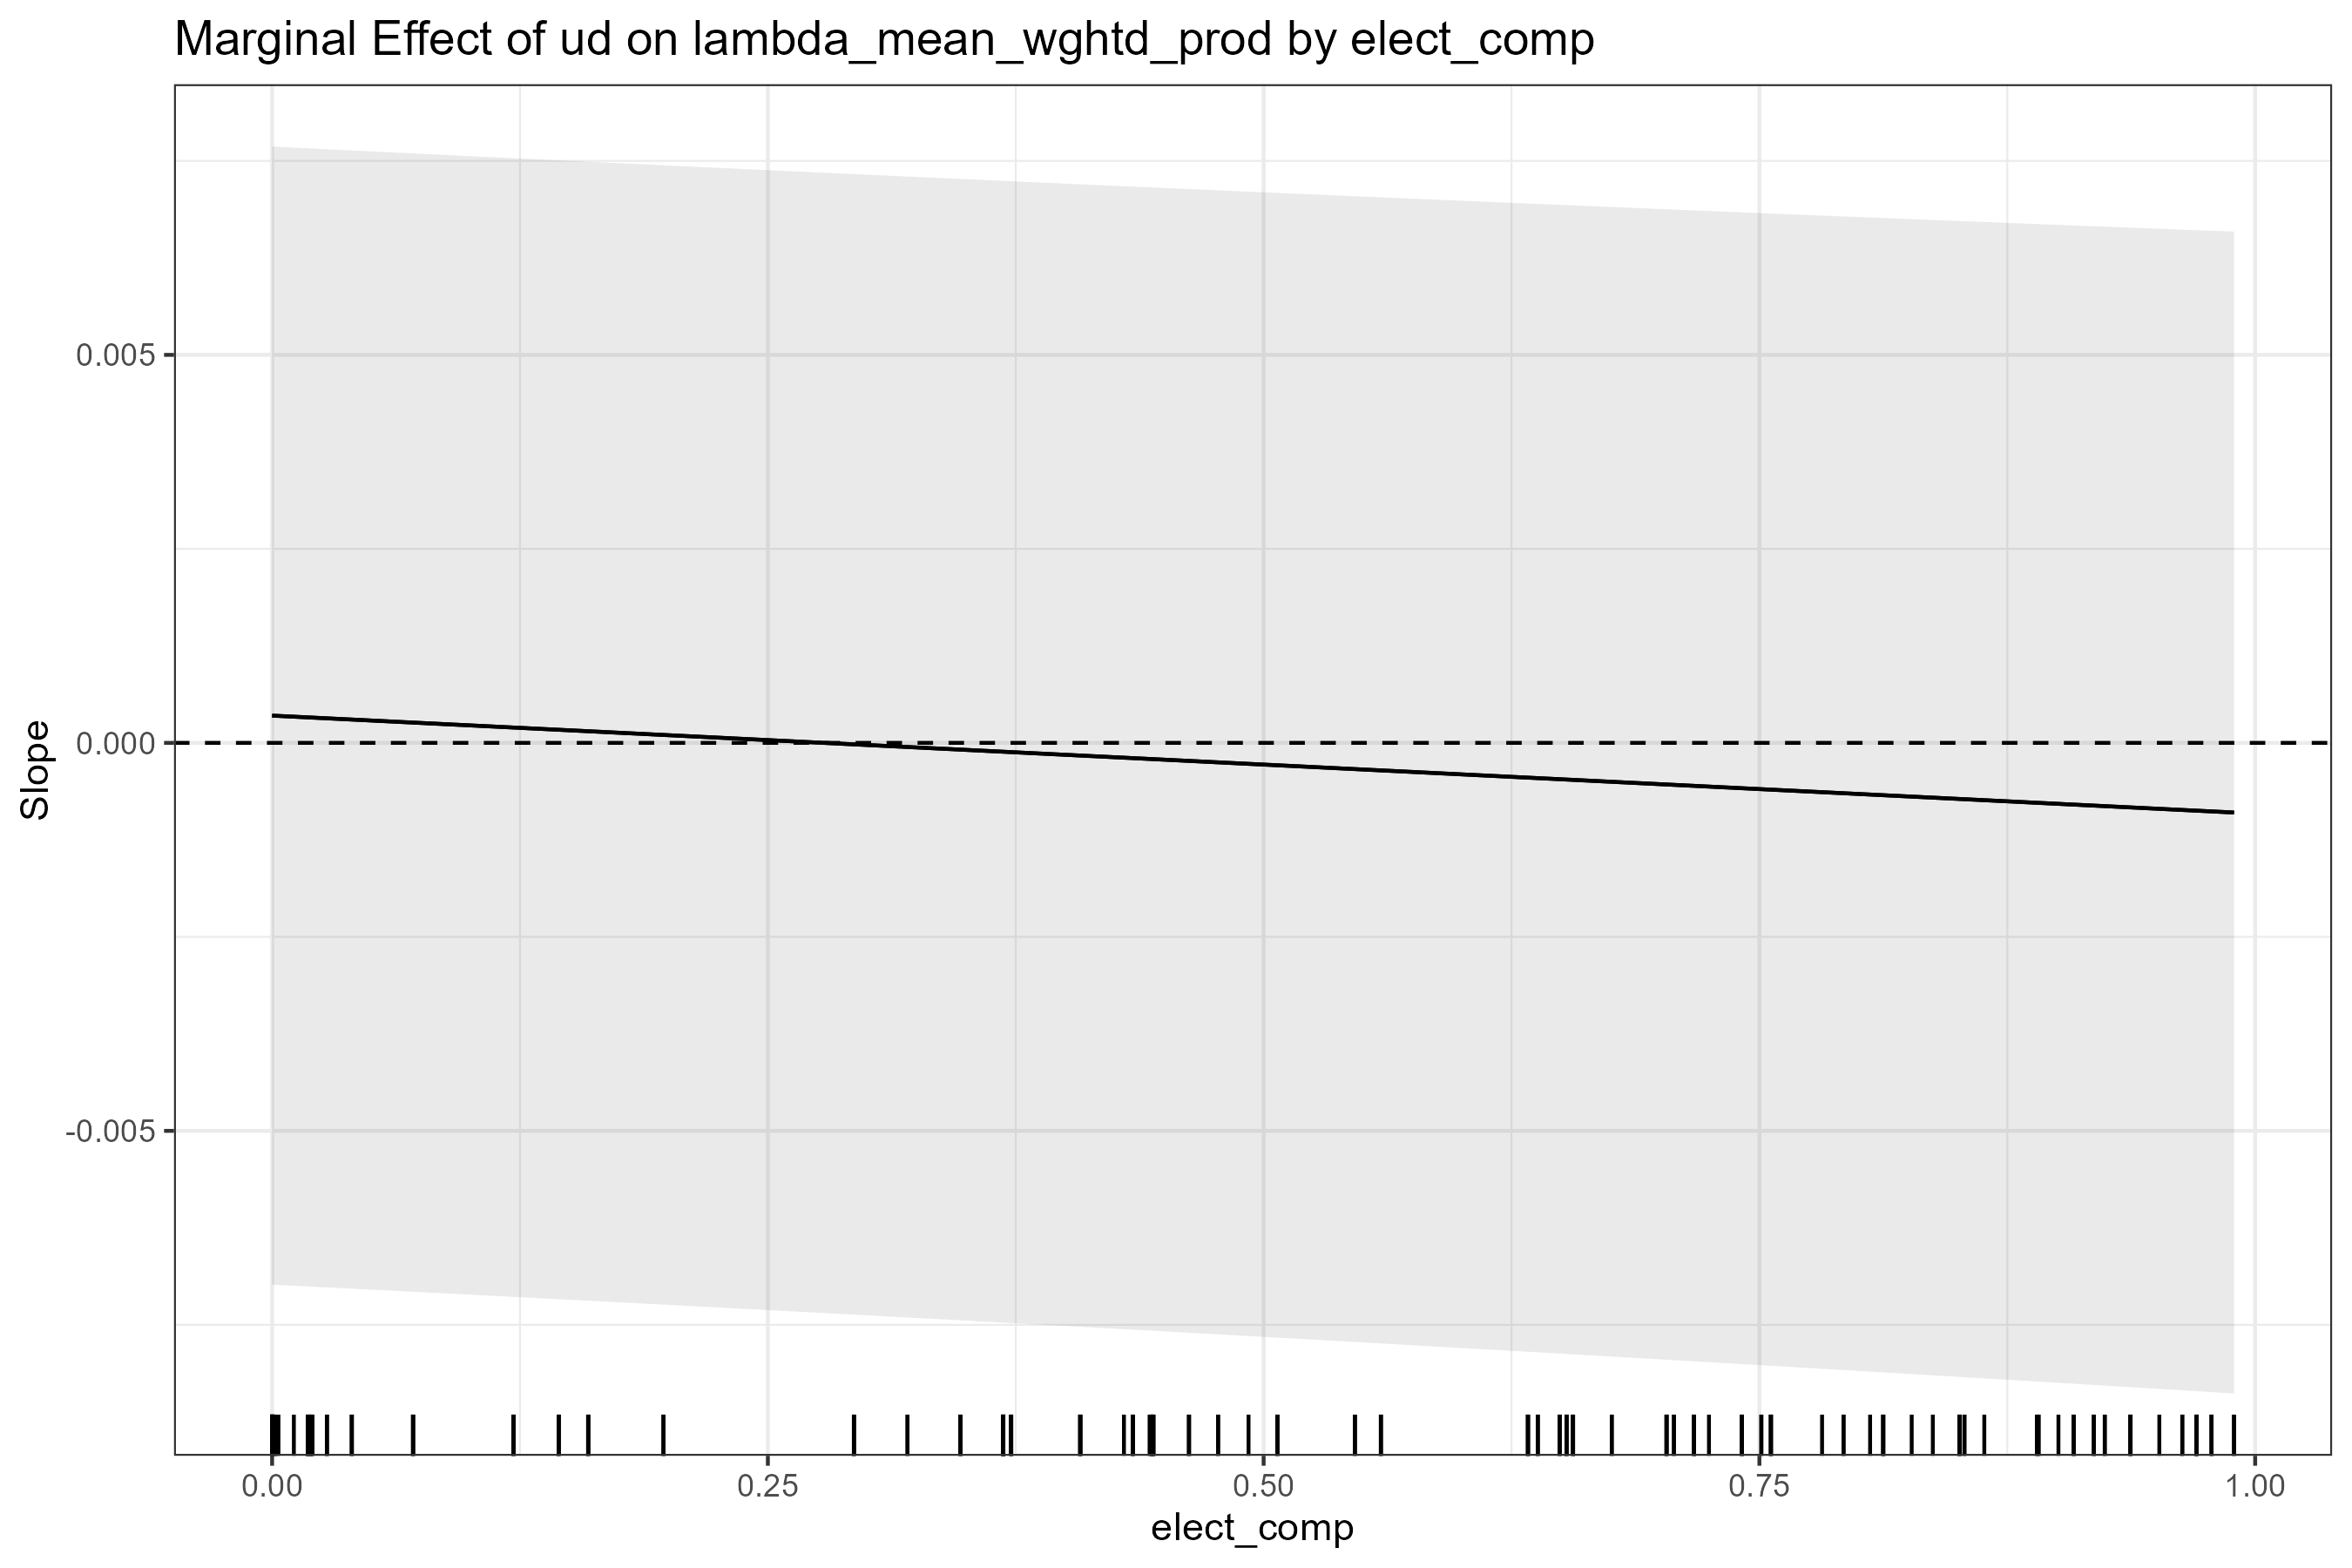 Marginal Effect of ud on lambda_mean_wghtd_prod by elect_comp
Slope
0.005
0.000
-0.005
0.00 0.25 0.50 0.75 1.00
elect_comp